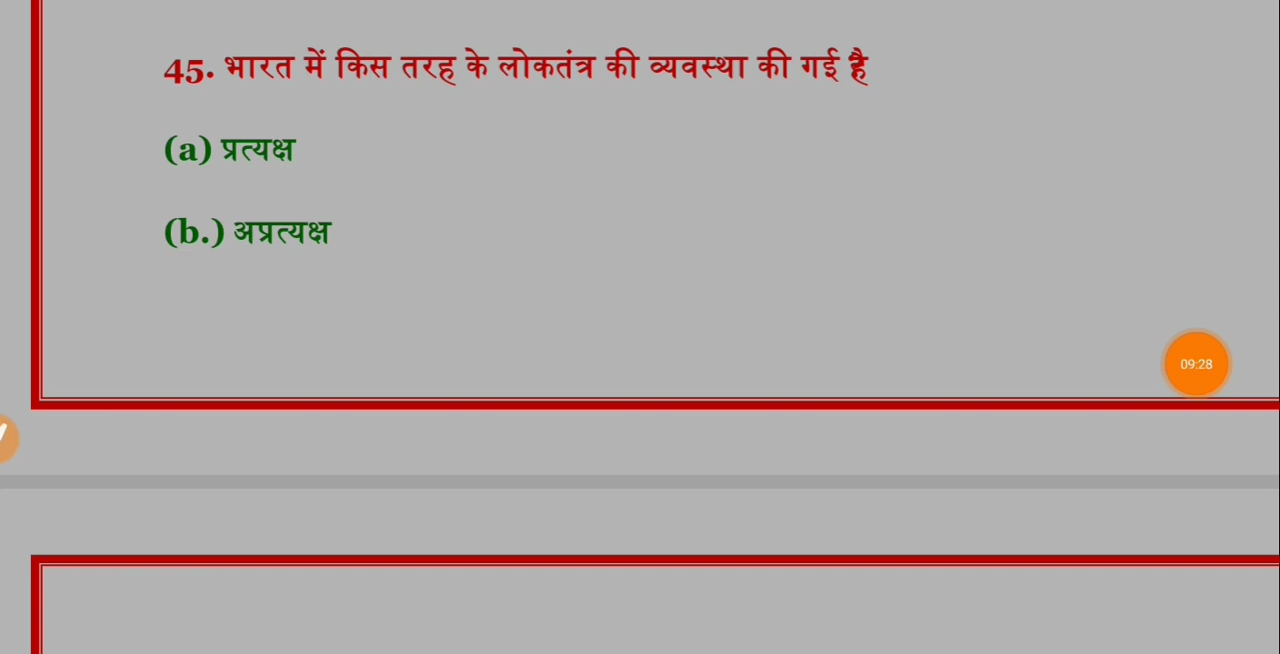 45. भारत में किस तरह के लोकतंत्र की व्यवस्था की गई है
(a) प्रत्यक्ष
(b.) अप्रत्यक्ष
09:28